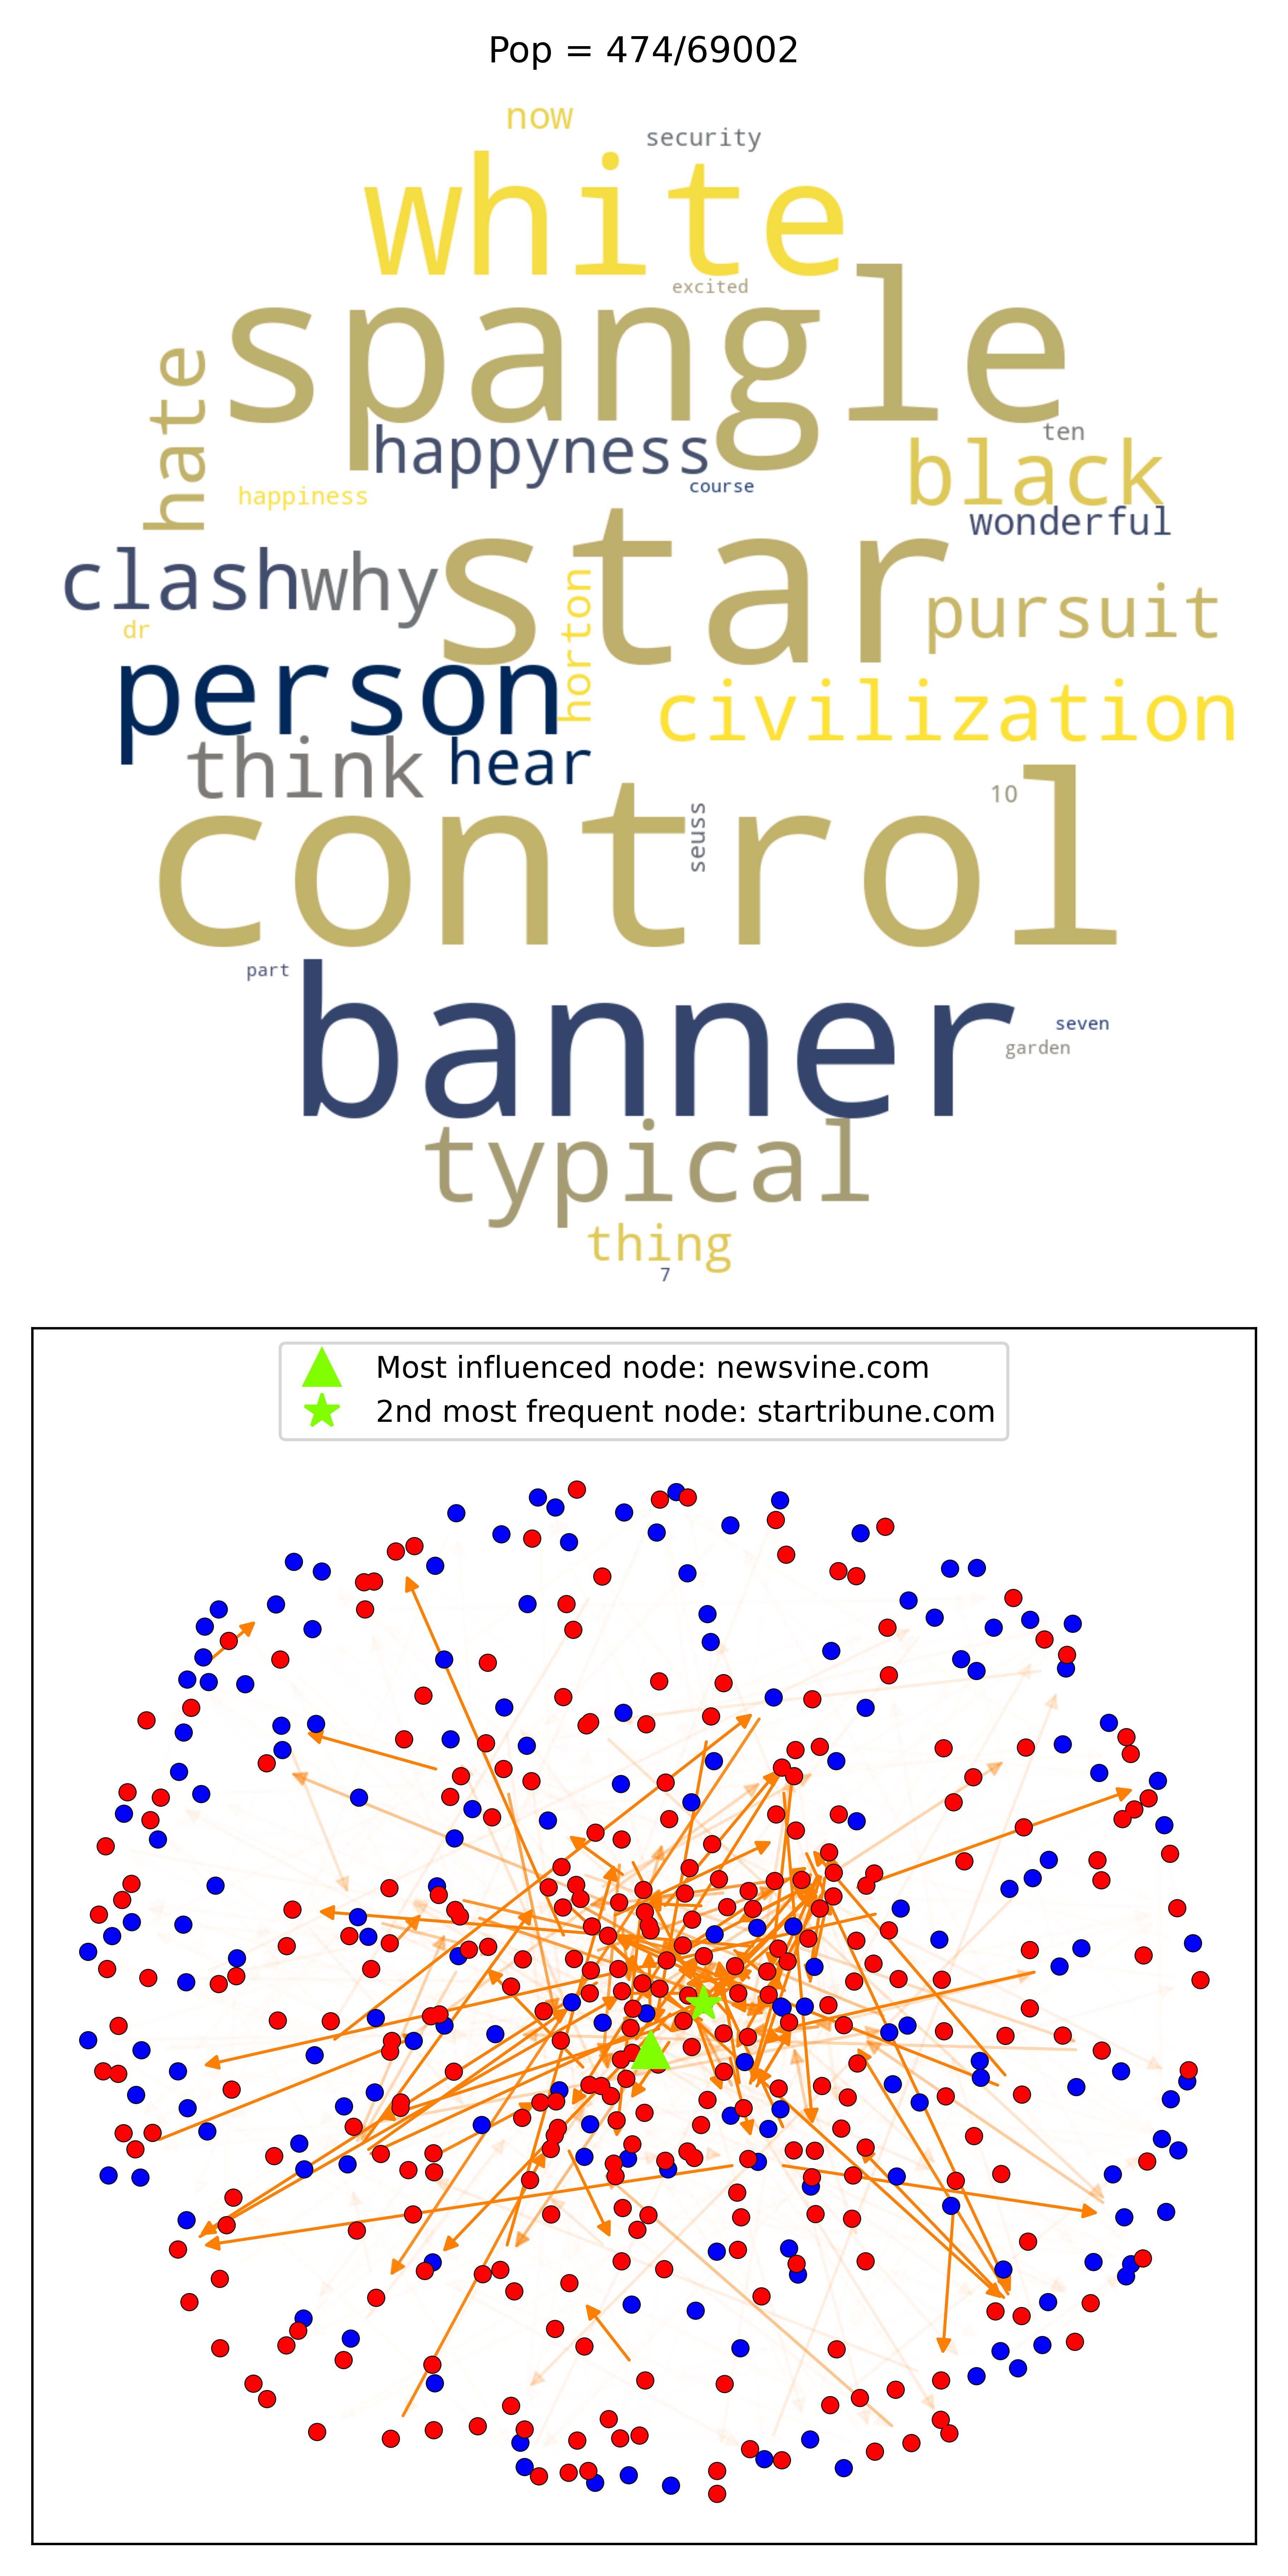 Pop = 474/69002
now
security
white
excited
spangle
hate
happyness
ten
black
happiness
course
wonderful
clash
why
star
horton
pursuit
dr
person
civilization
think
hear
10
control
seuss
part
banner
seven
garden
typical
thing
7
Most influenced node: newsvine.com
2nd most frequent node: startribune.com